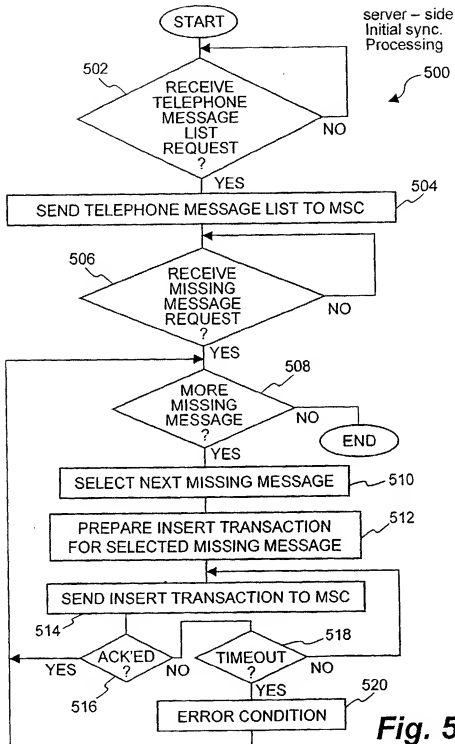 START
server – side
Initial sync.
Processing
500
502
RECEIVE
TELEPHONE
MESSAGE
LIST
REQUEST
?
NO
YES
504
SEND TELEPHONE MESSAGE LIST TO MSC
506
RECEIVE
MISSING
MESSAGE
REQUEST
?
NO
YES
508
MORE
MISSING
MESSAGE
?
NO
END
YES
SELECT NEXT MISSING MESSAGE
510
PREPARE INSERT TRANSACTION
FOR SELECTED MISSING MESSAGE
512
SEND INSERT TRANSACTION TO MSC
514
518
YES
ACK'ED
?
NO
TIMEOUT
?
NO
516
YES
520
ERROR CONDITION
Fig. 5